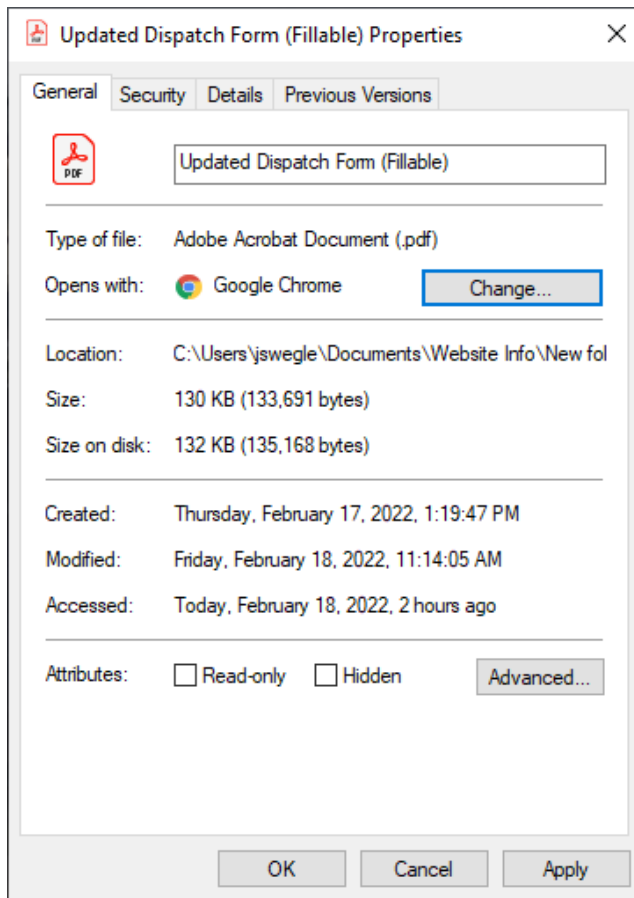 Updated Dispatch Form (Fillable) Properties
General Security Details Previous Versions
PDF
Updated Dispatch Form (Fillable)
Type of file: Adobe Acrobat Document (.pdf)
Opens with: Google Chrome Change...
Location: C:\Users\jswegle\Documents\Website Info\New fol
Size: 130 KB (133,691 bytes)
Size on disk: 132 KB (135,168 bytes)
Created: Thursday, February 17, 2022, 1:19:47 PM
Modified: Friday, February 18, 2022, 11:14:05 AM
Accessed: Today, February 18, 2022, 2 hours ago
Attributes: Read-only Hidden Advanced...
OK Cancel Apply